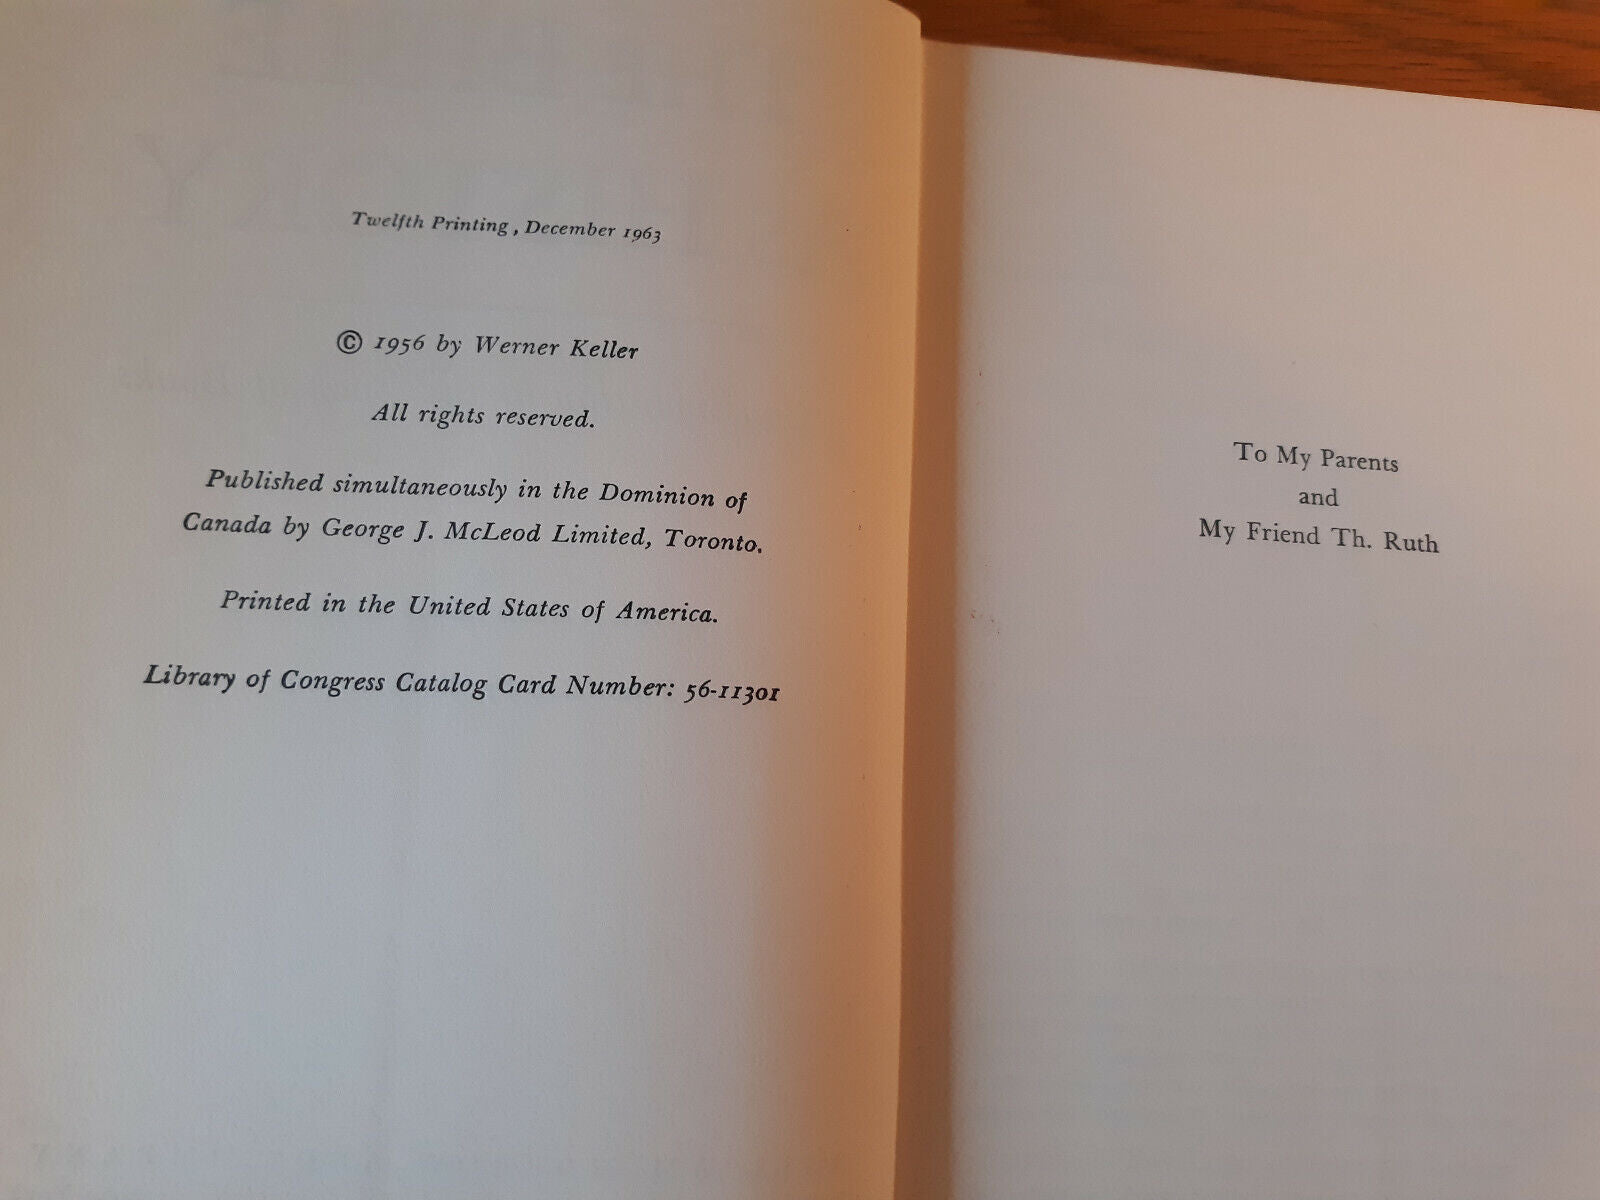 Twelfth Printing, December 1963
© 1956 by Werner Keller
All rights reserved.
Published simultaneously in the Dominion of
Canada by George J. McLeod Limited, Toronto.
Printed in the United States of America.
Library of Congress Catalog Card Number: 56-11301
To My Parents
and
My Friend Th. Ruth